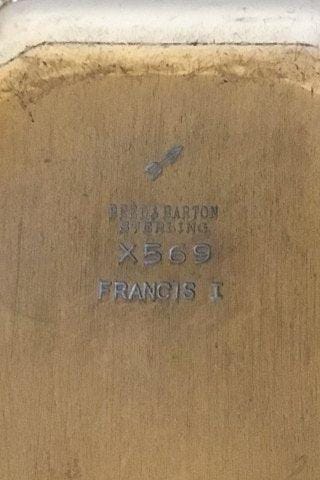 REED & BARTON
STERLING
X569
FRANCIS I